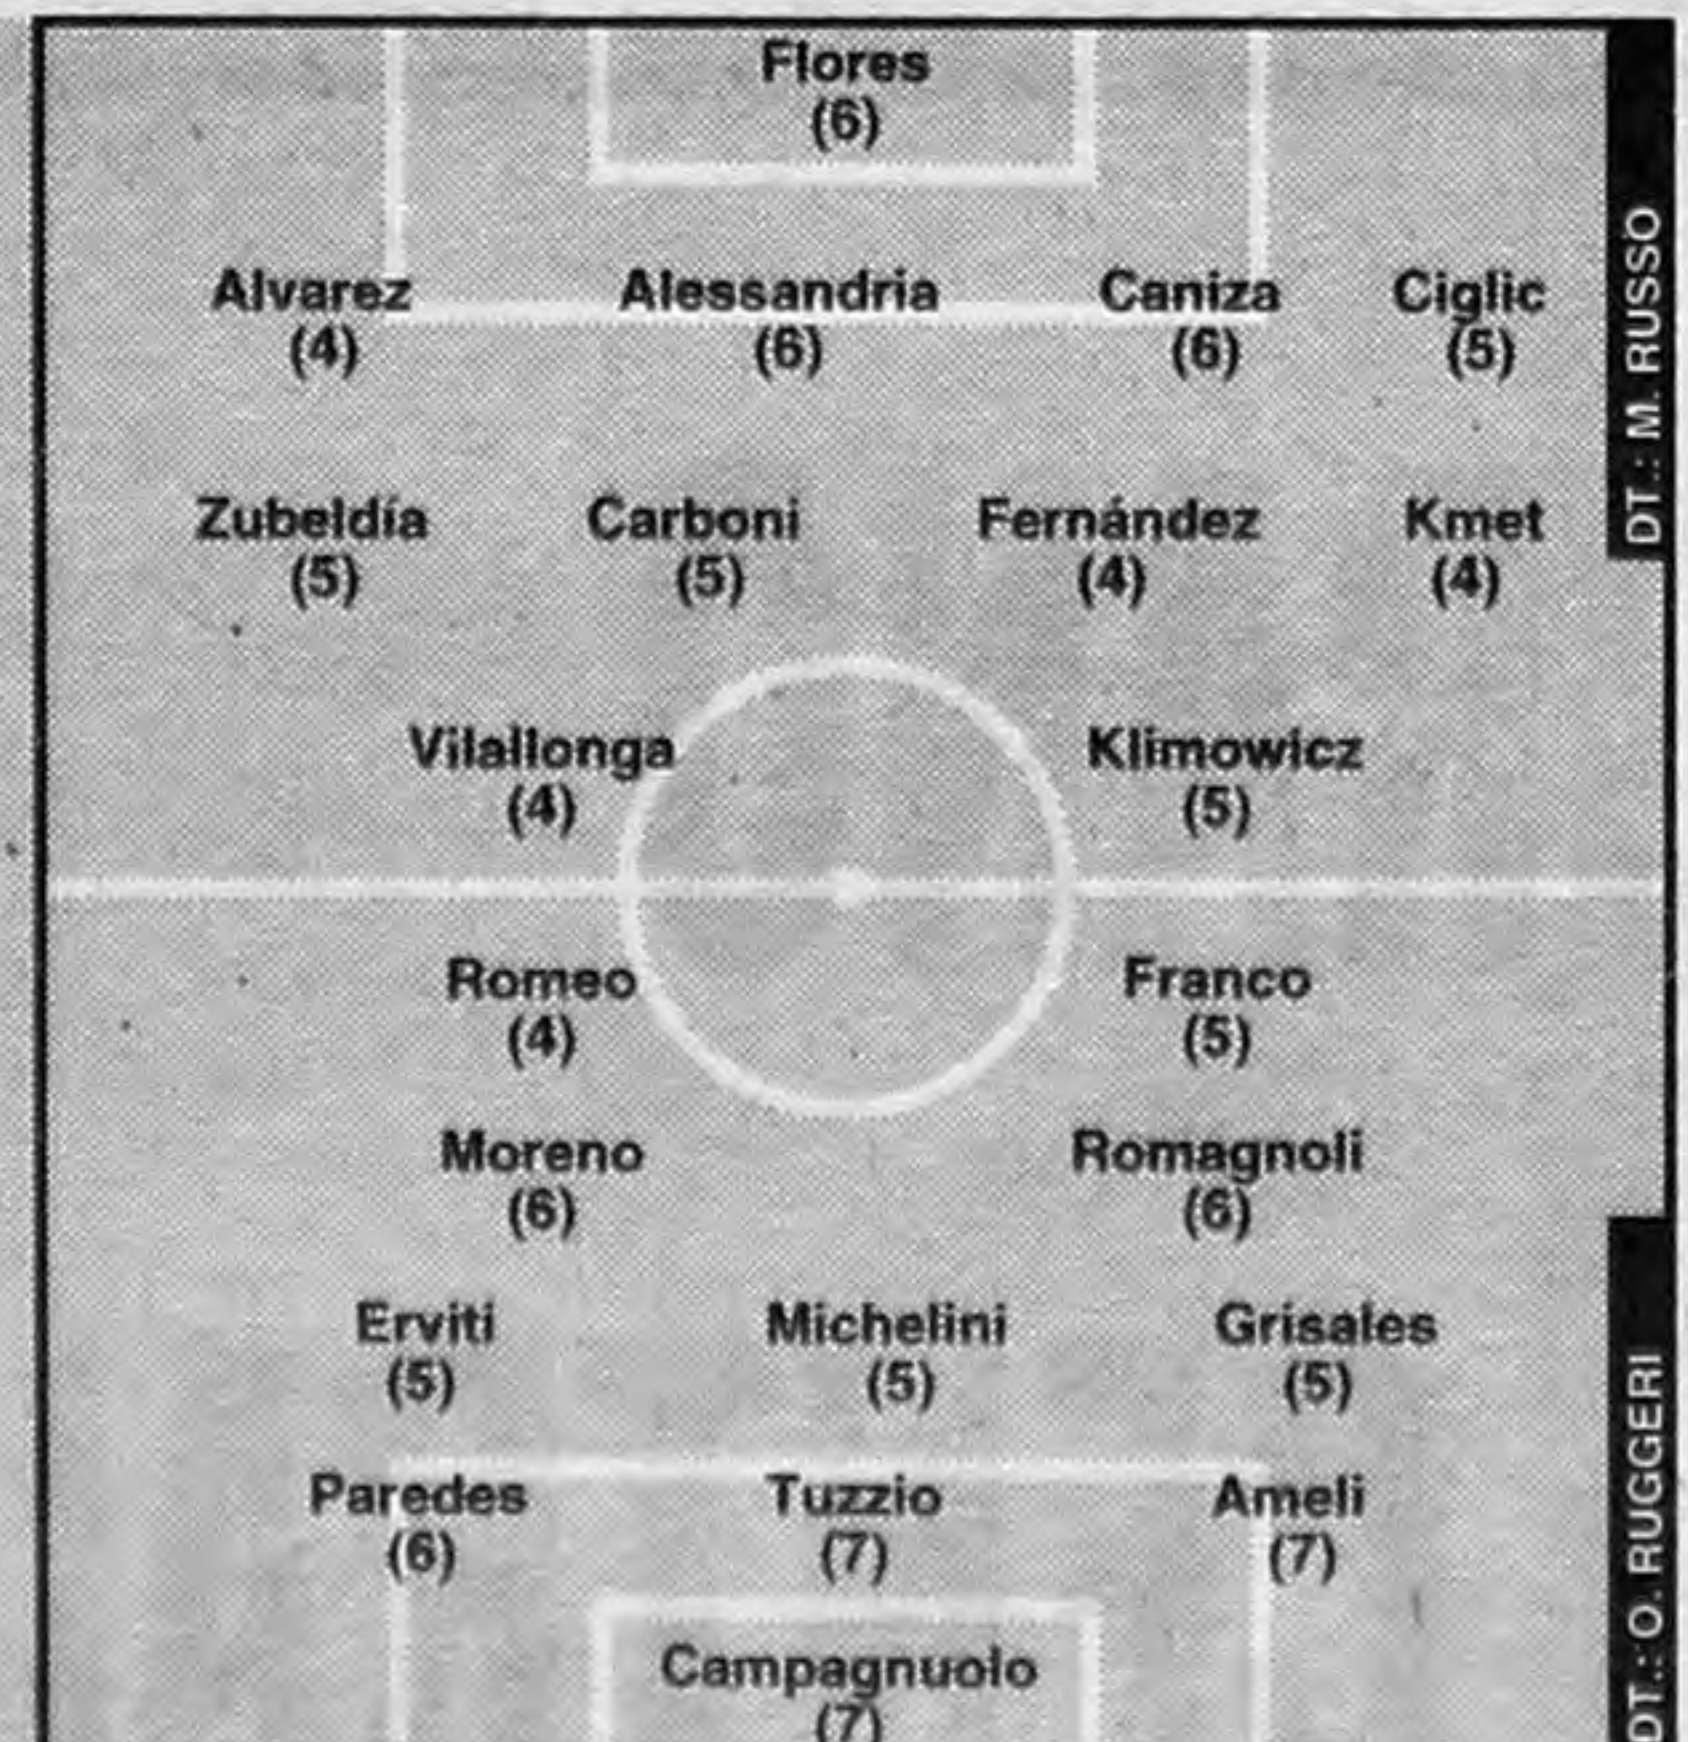 Flores
(6)
Alvarez Alessandria Caniza Ciglic
(4) (6) (6) (5)
DT.: M. RUSSO
Zubeldía Carboni Fernández Kmet
(5) (5) (4) (4)
Vilallonga Klimowicz
(4) (5)
Romeo Franco
(4) (5)
Moreno Romagnoli
(6) (6)
Erviti Michelini Grisales
(5) (5) (5)
DT.: O. RUGGERI
Paredes Tuzzio Ameli
(6) (7) (7)
Campagnuolo
(7)